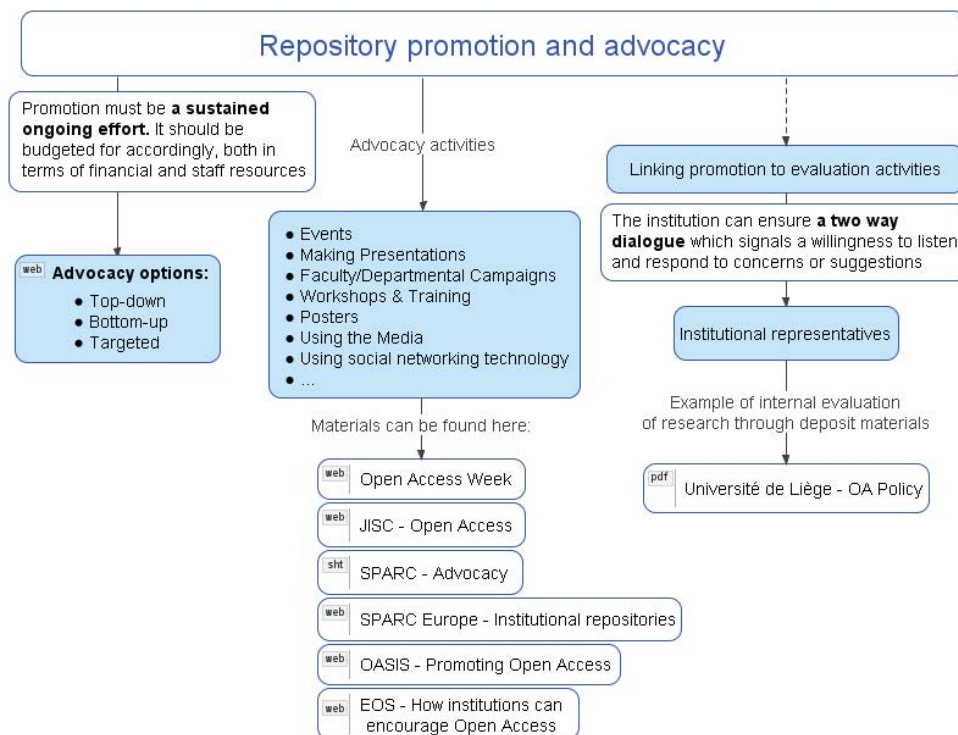 Repository promotion and advocacy
Promotion must be a sustained
ongoing effort. It should be
budgeted for accordingly, both in
terms of financial and staff resources
web Advocacy options:
● Top-down
● Bottom-up
● Targeted
Advocacy activities
● Events
● Making Presentations
● Faculty/Departmental Campaigns
● Workshops & Training
● Posters
● Using the Media
● Using social networking technology
● ...
Materials can be found here:
web Open Access Week
web JISC - Open Access
sht SPARC - Advocacy
web SPARC Europe - Institutional repositories
web OASIS - Promoting Open Access
web EOS - How institutions can
encourage Open Access
Linking promotion to evaluation activities
The institution can ensure a two way
dialogue which signals a willingness to listen
and respond to concerns or suggestions
Institutional representatives
Example of internal evaluation
of research through deposit materials
pdf Université de Liège - OA Policy